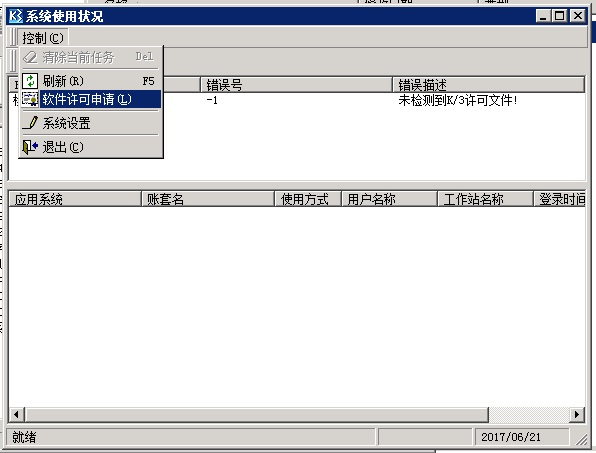 系统使用状况
控制(C)
清除当前任务 Del
刷新(R) F5
软件许可申请(L)
系统设置
退出(C)
错误号 错误描述
-1 未检测到K/3许可文件!
应用系统 账套名 使用方式 用户名称 工作站名称 登录时间
就绪 2017/06/21